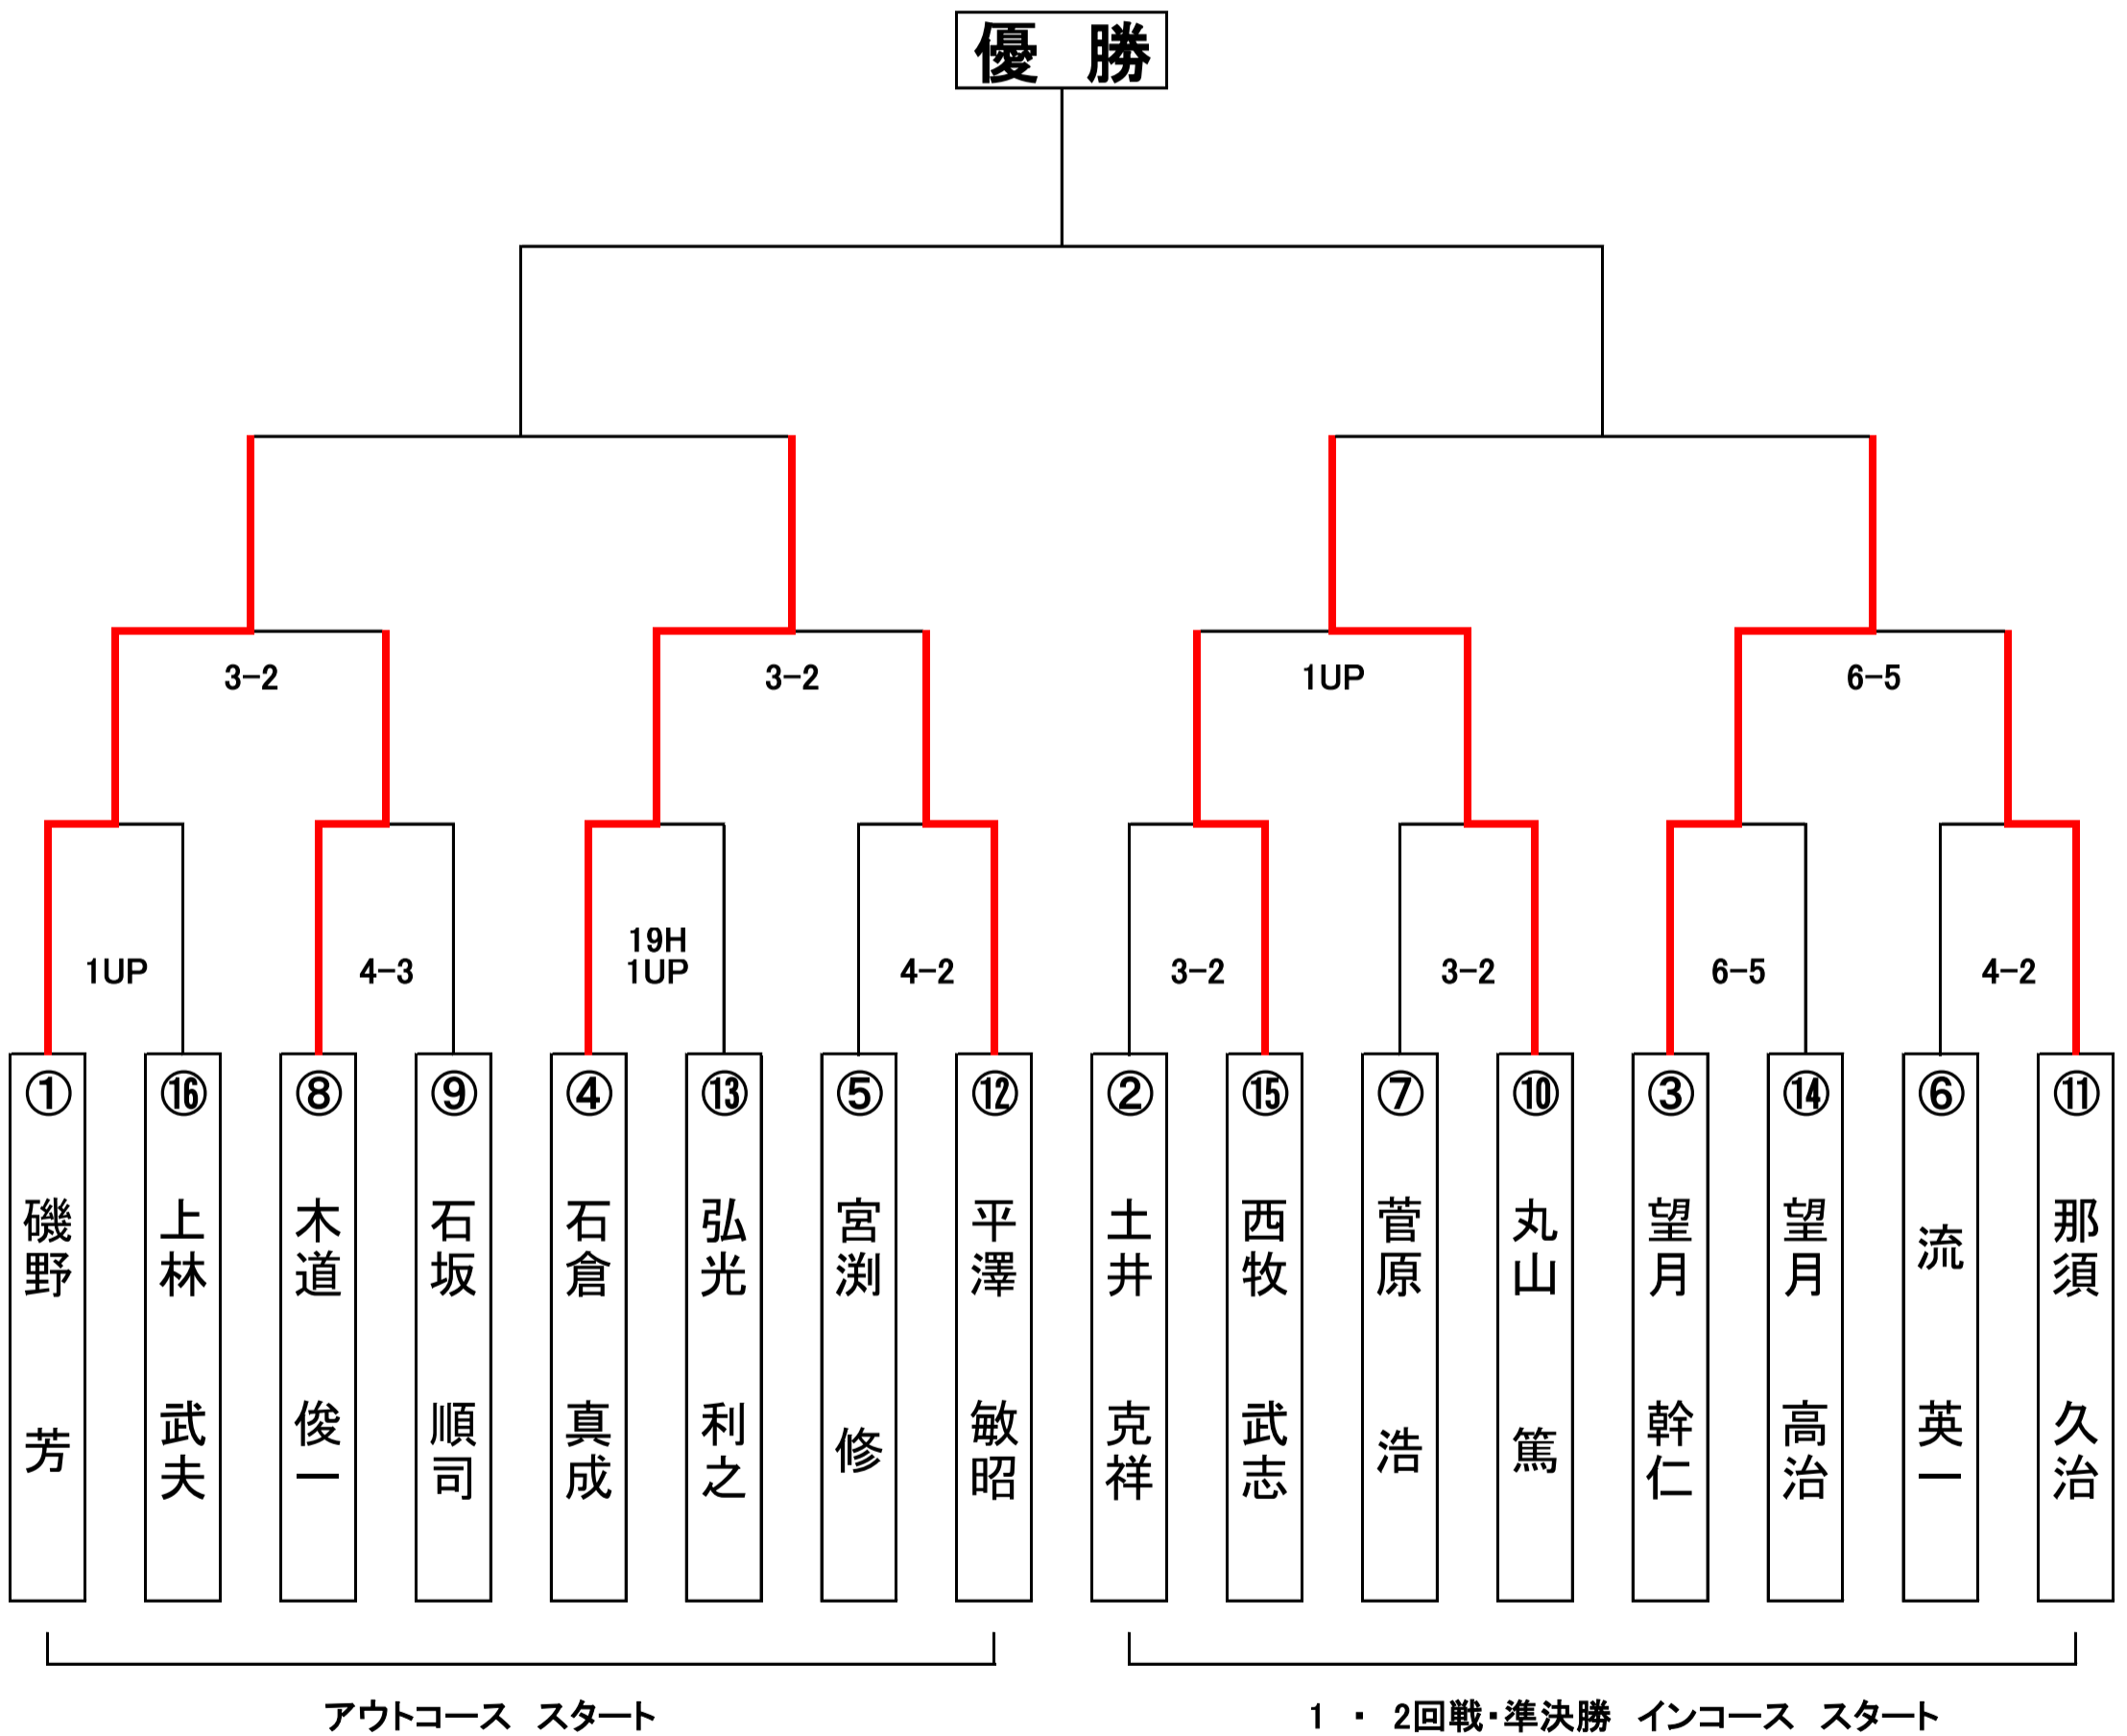 優 勝
3-2 3-2 1UP 6-5
19H
1UP 4-3 1UP 4-2 3-2 3-2 6-5 4-2
① ⑯ ⑧ ⑨ ④ ⑬ ⑤ ⑫ ② ⑮ ⑦ ⑩ ③ ⑭ ⑥ ⑪
磯野 芳
上林 武夫
木道 俊一
石坂 順司
石倉 真成
弘光 利之
宮渕 修
平澤 敏昭
土井 克祥
西牧 武志
菅原 浩
丸山 篤
望月 幹仁
望月 高治
流 英一
那須 久治
アウトコース スタート
1 ・ 2回戦・準決勝 インコース スタート